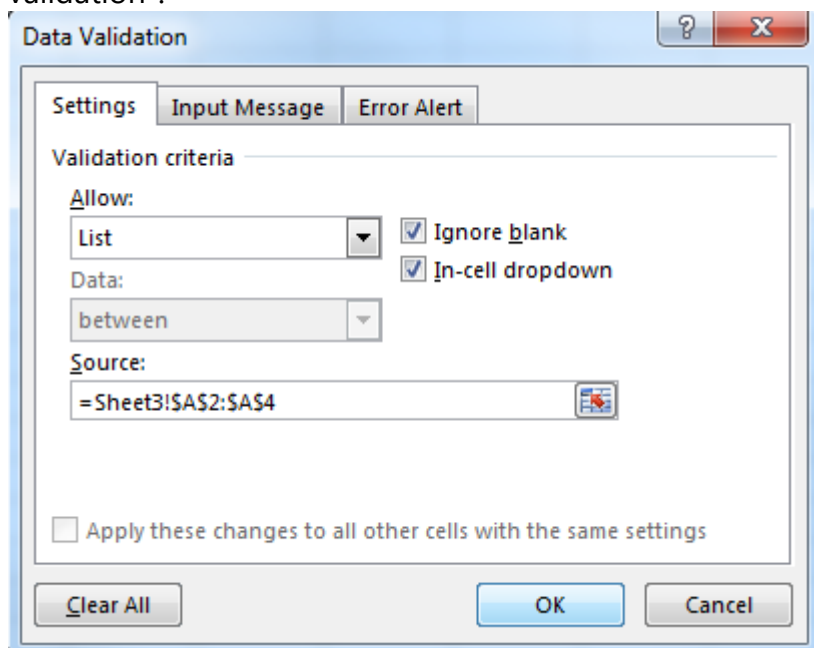 Data Validation
Settings Input Message Error Alert
Validation criteria
Allow:
List
Ignore blank
In-cell dropdown
Data:
between
Source:
=Sheet3!$A$2:$A$4
Apply these changes to all other cells with the same settings
Clear All OK Cancel